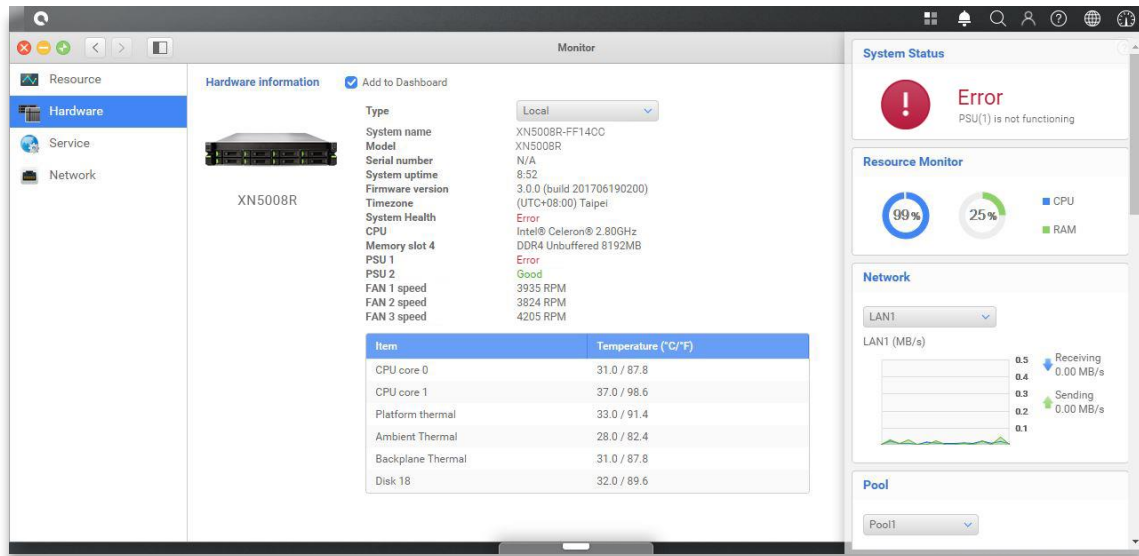 Monitor
Resource
Hardware
Service
Network
Hardware information
Add to Dashboard
XN5008R
Type Local
System name XN5008R-FF14CC
Model XN5008R
Serial number N/A
System uptime 8:52
Firmware version 3.0.0 (build 201706190200)
Timezone (UTC+08:00) Taipei
System Health Error
CPU Intel® Celeron® 2.80GHz
Memory slot 4 DDR4 Unbuffered 8192MB
PSU 1 Error
PSU 2 Good
FAN 1 speed 3935 RPM
FAN 2 speed 3824 RPM
FAN 3 speed 4205 RPM
Item Temperature (°C/°F)
CPU core 0 31.0 / 87.8
CPU core 1 37.0 / 98.6
Platform thermal 33.0 / 91.4
Ambient Thermal 28.0 / 82.4
Backplane Thermal 31.0 / 87.8
Disk 18 32.0 / 89.6
System Status
Error
PSU(1) is not functioning
Resource Monitor
99%
25%
CPU
RAM
Network
LAN1
LAN1 (MB/s)
0.5
0.4
0.3
0.2
0.1
Receiving
0.00 MB/s
Sending
0.00 MB/s
Pool
Pool1